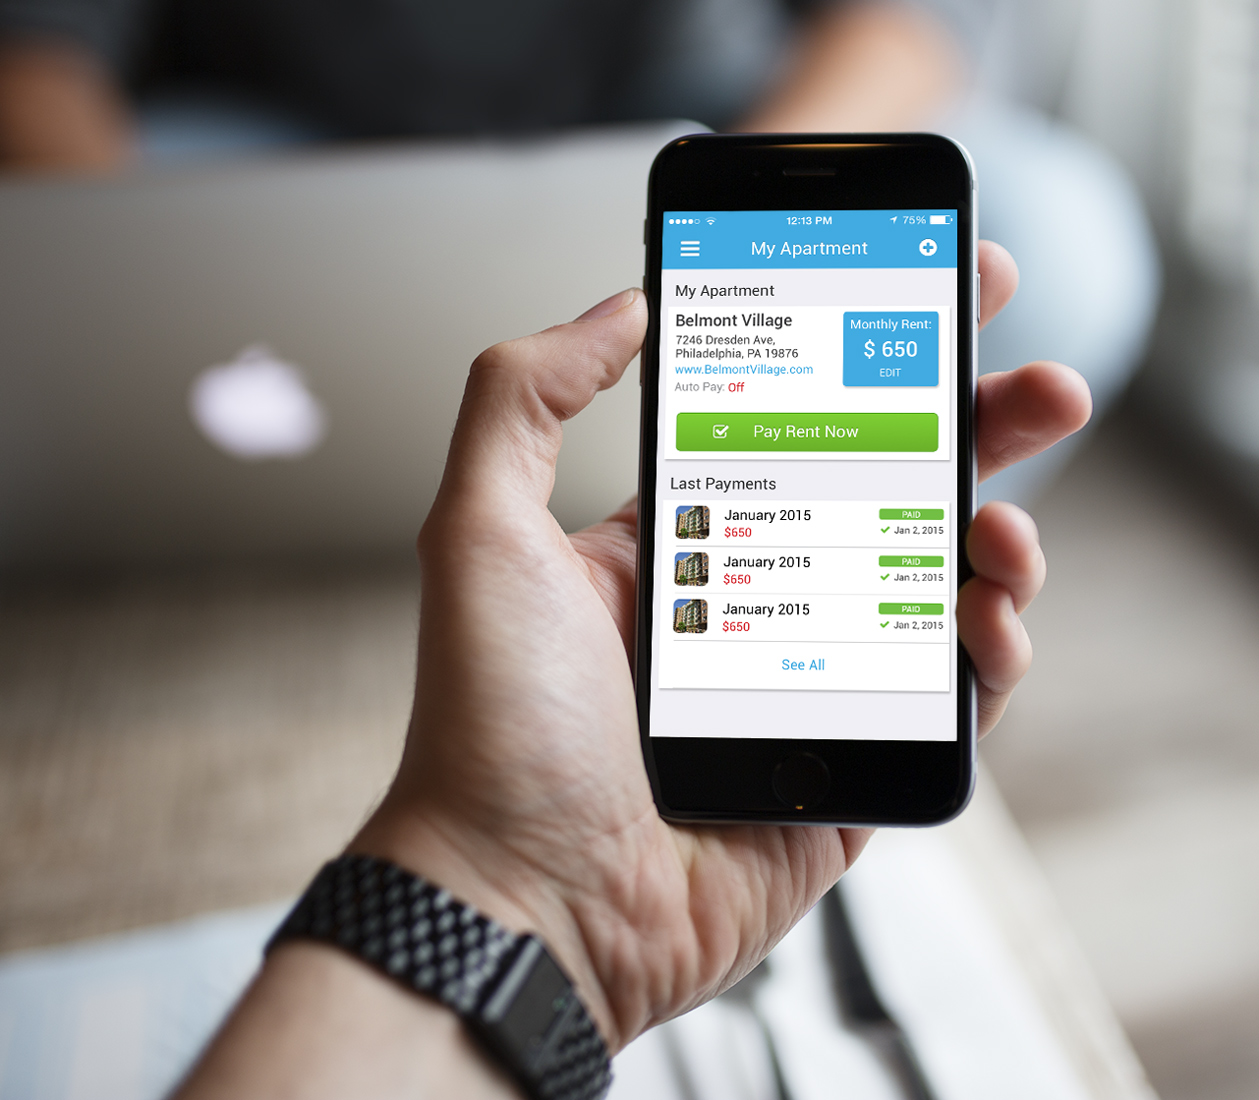 12:13 PM
75%
My Apartment
My Apartment
Belmont Village
7246 Dresden Ave,
Philadelphia, PA 19876
www.BelmontVillage.com
Auto Pay: Off
Monthly Rent:
$ 650
EDIT
Pay Rent Now
Last Payments
January 2015
$650
PAID
Jan 2, 2015
January 2015
$650
PAID
Jan 2, 2015
January 2015
$650
PAID
Jan 2, 2015
See All